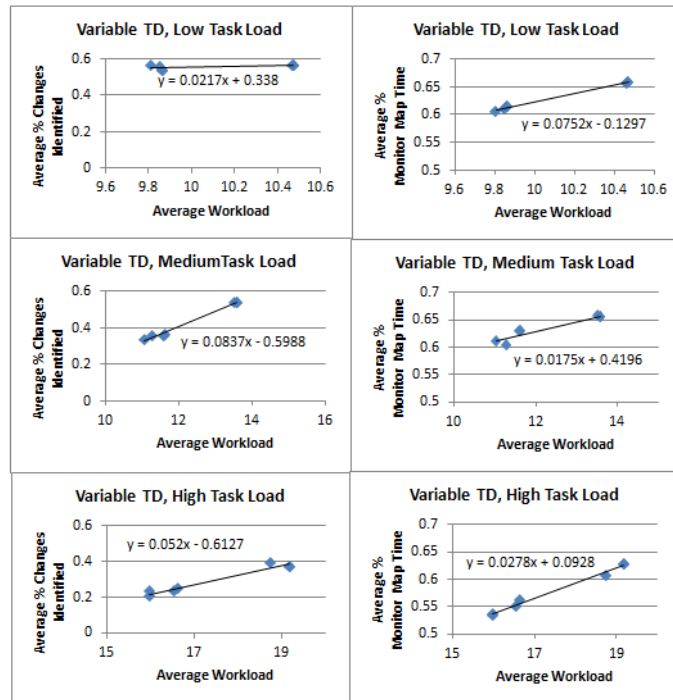 Variable TD, Low Task Load
Average % Changes
Identified
0.6
0.4
0.2
0
y = 0.0217x + 0.338
9.6 9.8 10 10.2 10.4 10.6
Average Workload
Variable TD, Low Task Load
Average %
Monitor Map Time
0.7
0.65
0.6
0.55
0.5
y = 0.0752x - 0.1297
9.6 9.8 10 10.2 10.4 10.6
Average Workload
Variable TD, MediumTask Load
Average % Changes
Identified
0.6
0.4
0.2
0
y = 0.0837x - 0.5988
10 12 14 16
Average Workload
Variable TD, Medium Task Load
Average %
Monitor Map Time
0.7
0.65
0.6
0.55
0.5
y = 0.0175x + 0.4196
10 12 14
Average Workload
Variable TD, High Task Load
Average % Changes
Identified
0.6
0.4
0.2
0
y = 0.052x - 0.6127
15 17 19
Average Workload
Variable TD, High Task Load
Average %
Monitor Map Time
0.7
0.65
0.6
0.55
0.5
y = 0.0278x + 0.0928
15 17 19
Average Workload